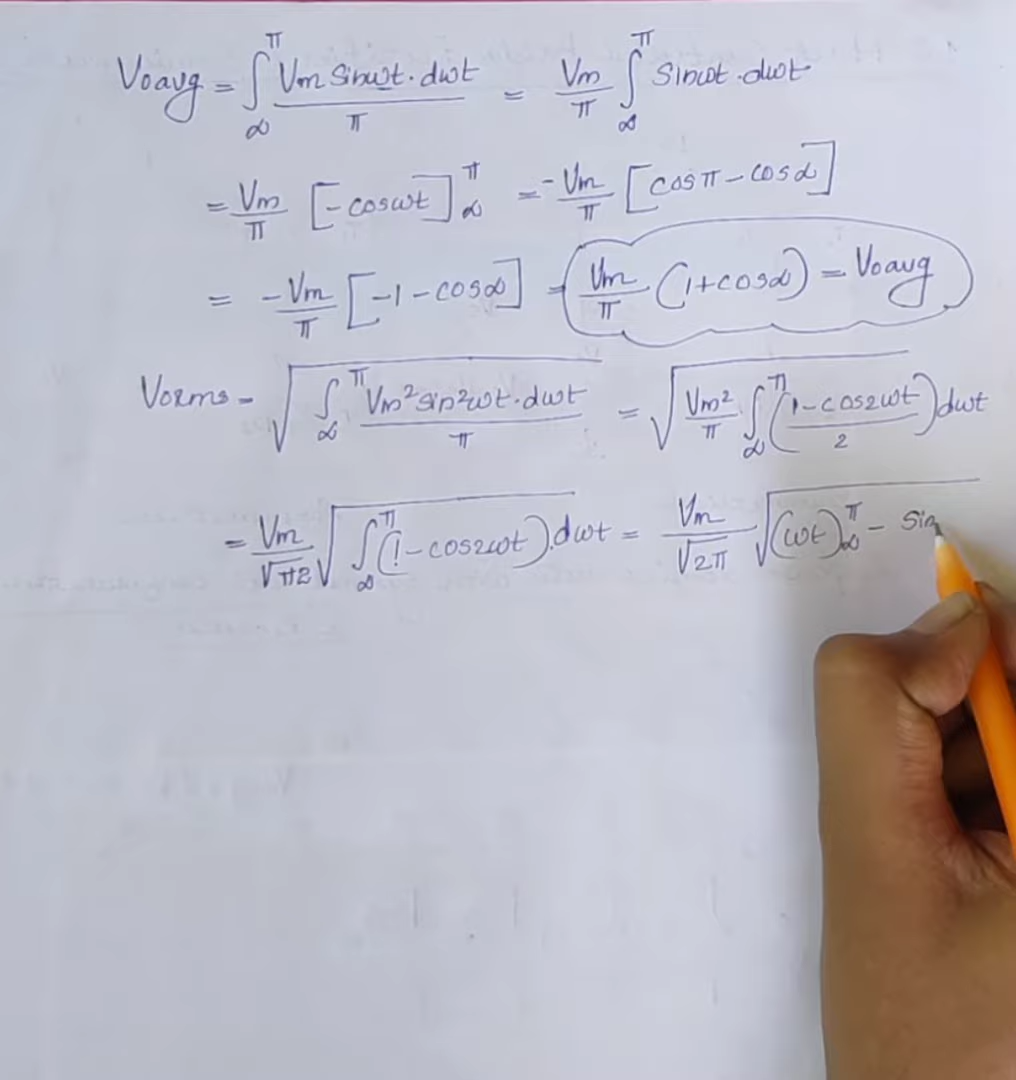 Voavg = ∫_α^π Vm Sinωt · dωt / π = Vm/π ∫_α^π Sinωt · dωt
= Vm/π [-cosωt]_α^π = -Vm/π [cosπ - cosα]
= -Vm/π [-1 - cosα] = Vm/π (1+cosα) = Voavg
Vorms = √(∫_α^π Vm² sin²ωt · dωt / π) = √(Vm²/π ∫_α^π (1-cos2ωt / 2) dωt)
= Vm/√π2 √(∫_α^π (1-cos2ωt) · dωt) = Vm/√2π √((ωt)_α^π - Sin